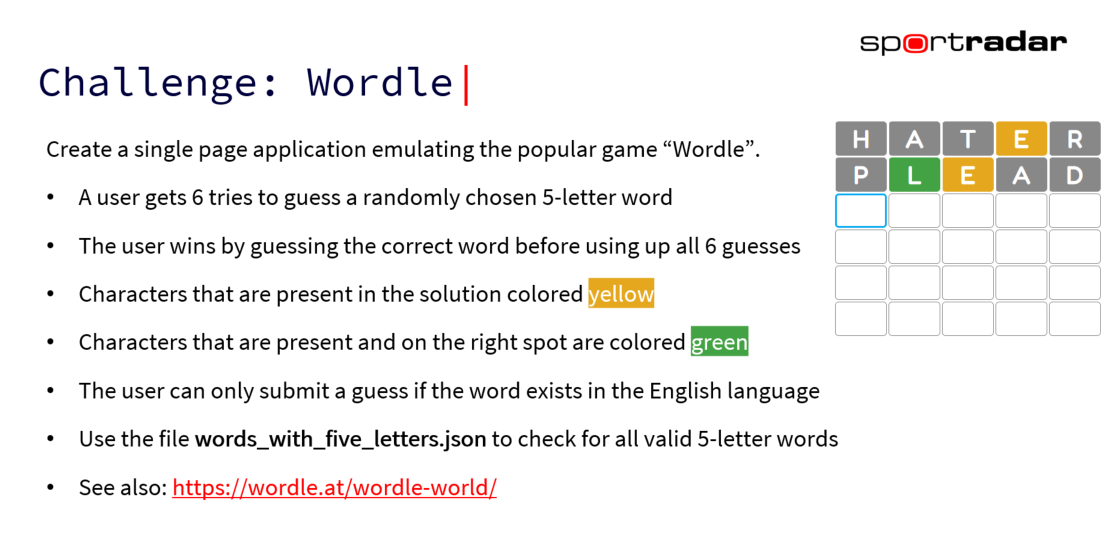 sportradar
Challenge: Wordle|
Create a single page application emulating the popular game “Wordle”.
• A user gets 6 tries to guess a randomly chosen 5-letter word
• The user wins by guessing the correct word before using up all 6 guesses
• Characters that are present in the solution colored yellow
• Characters that are present and on the right spot are colored green
• The user can only submit a guess if the word exists in the English language
• Use the file words_with_five_letters.json to check for all valid 5-letter words
• See also: https://wordle.at/wordle-world/
H A T E R
P L E A D